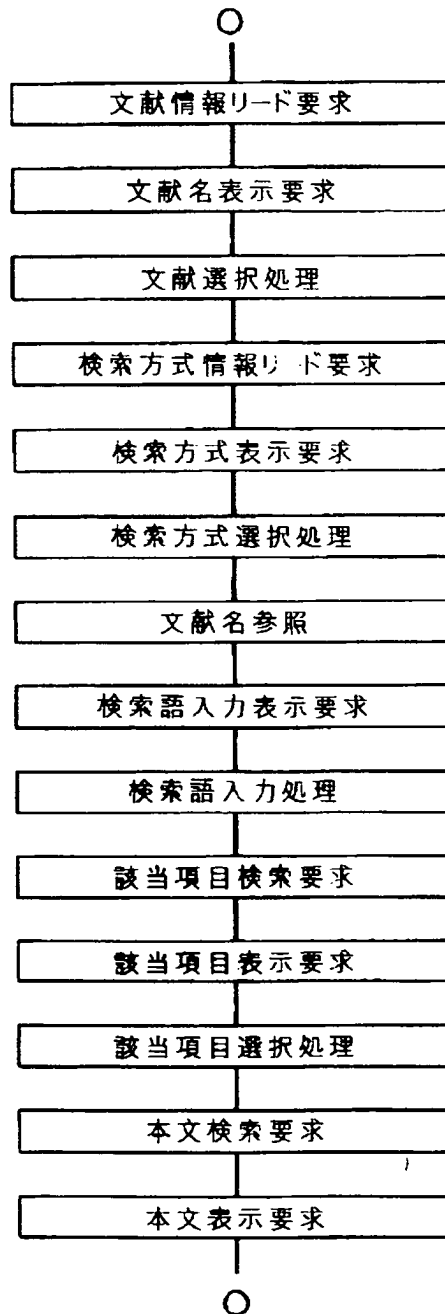 文献情報リード要求
文献名表示要求
文献選択処理
検索方式情報リード要求
検索方式表示要求
検索方式選択処理
文献名参照
検索語入力表示要求
検索語入力処理
該当項目検索要求
該当項目表示要求
該当項目選択処理
本文検索要求
本文表示要求